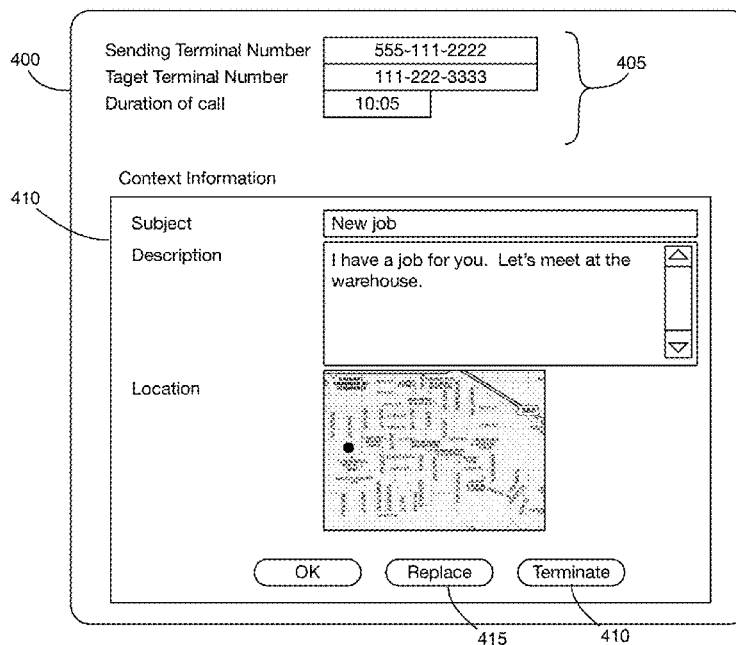 400
Sending Terminal Number 555-111-2222
Taget Terminal Number 111-222-3333
Duration of call 10:05
405
Context Information
410
Subject New job
Description I have a job for you. Let's meet at the
warehouse.
Location
OK Replace Terminate
415 410